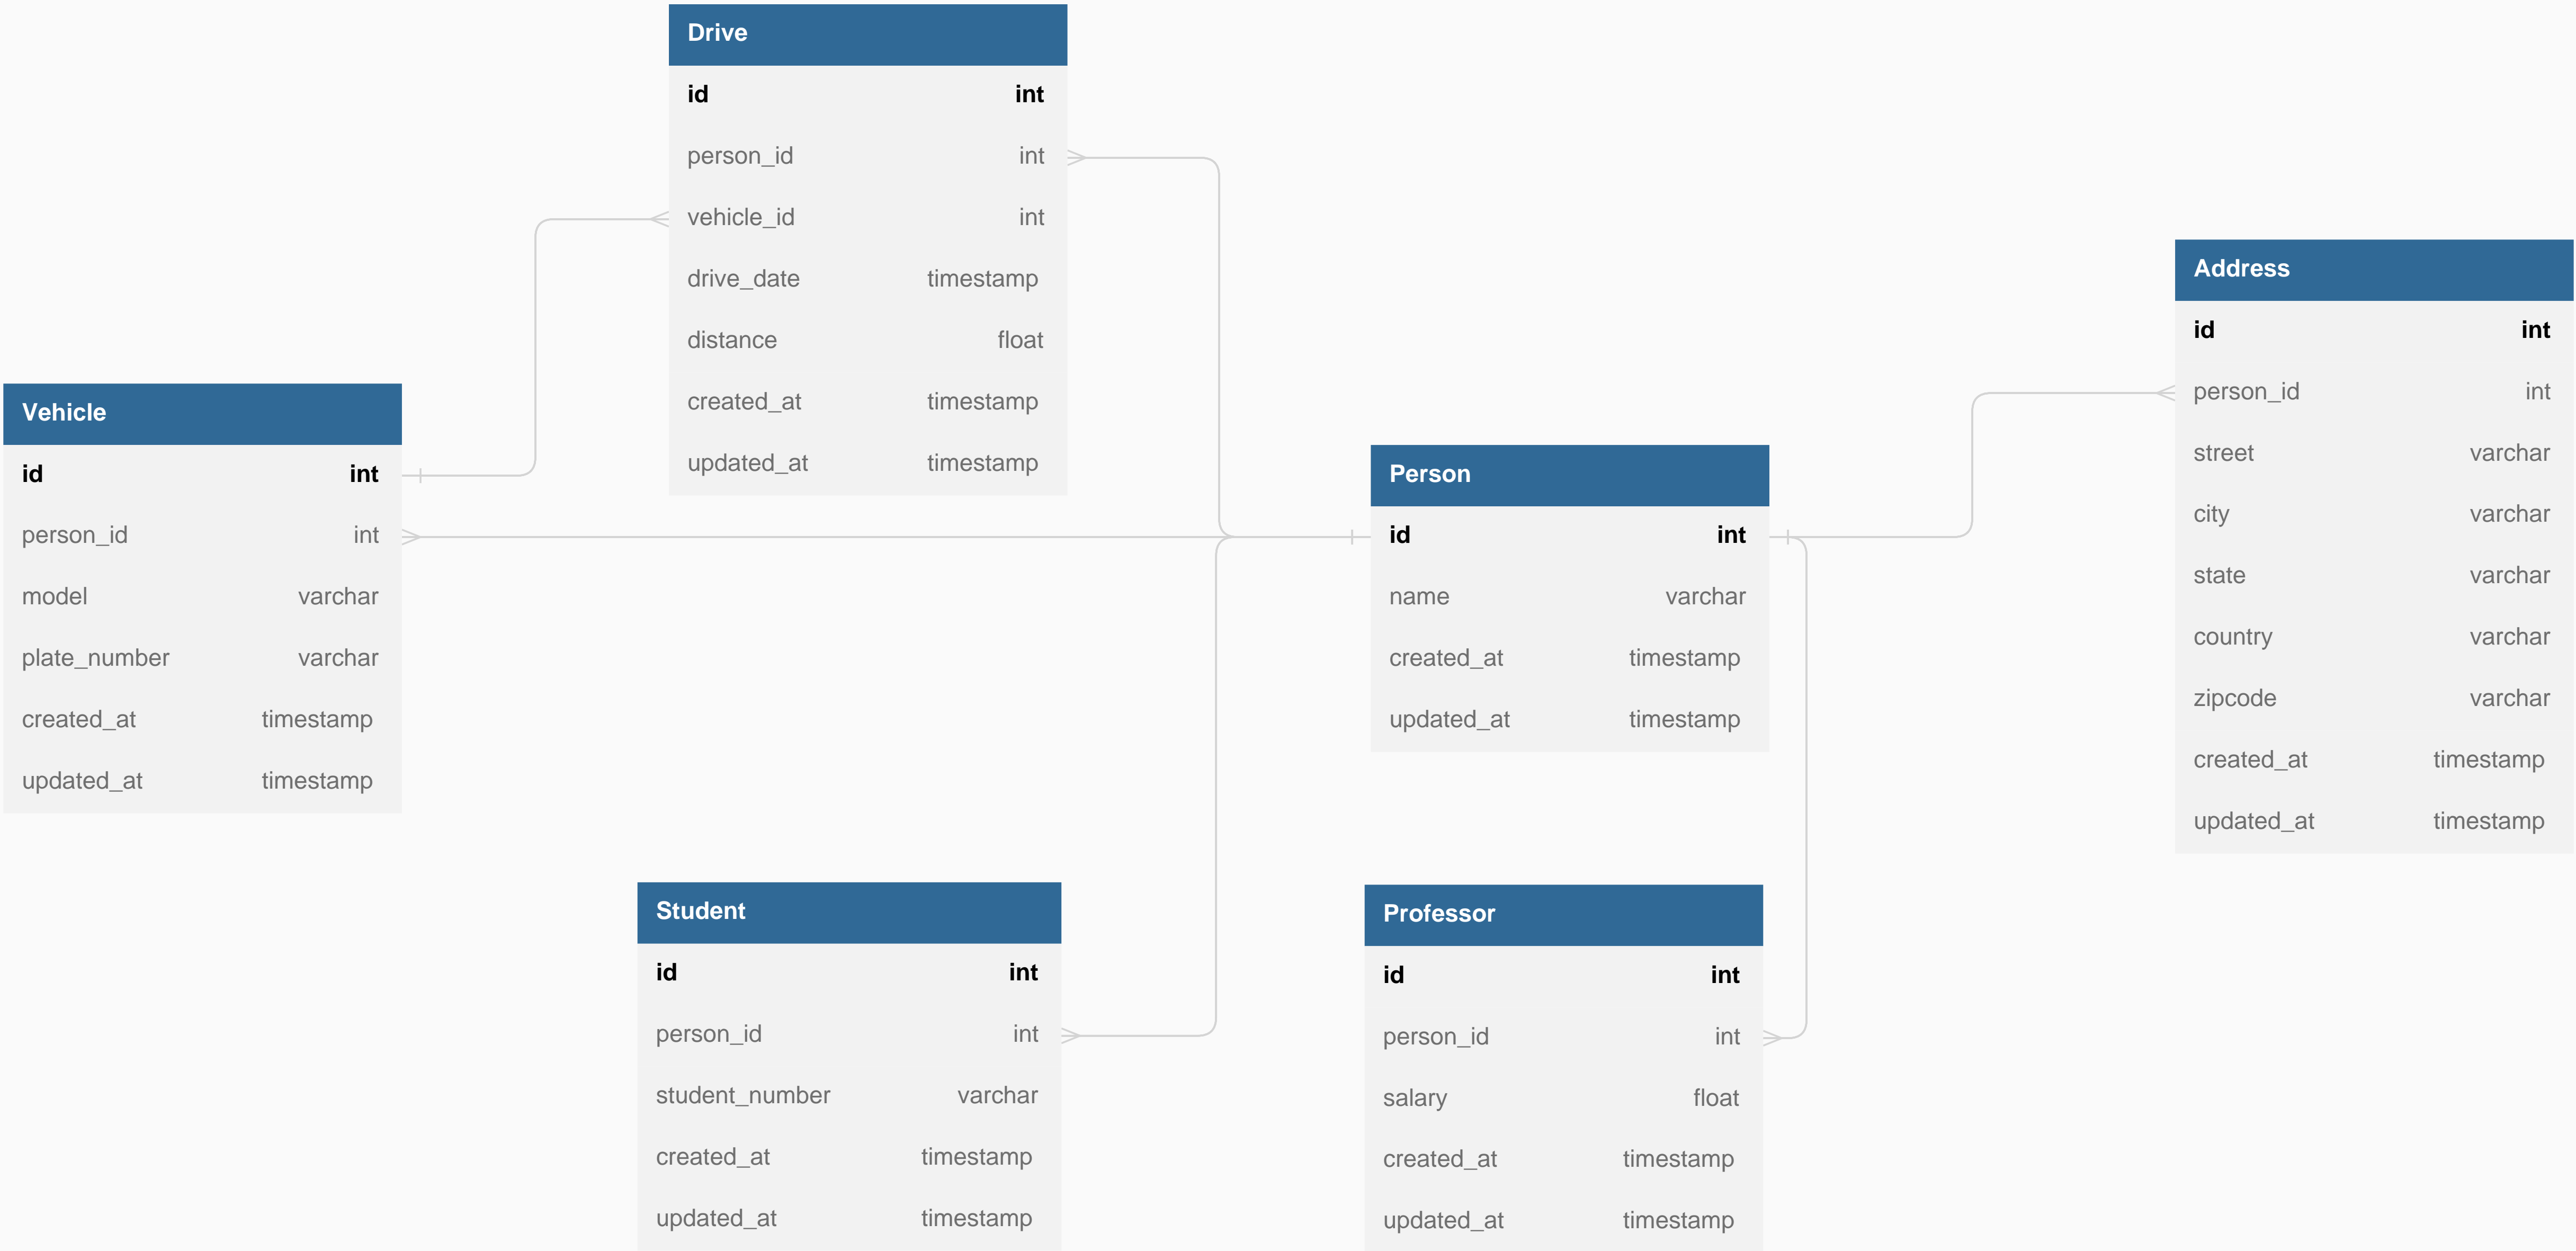 Drive
id int
person_id int
vehicle_id int
drive_date timestamp
distance float
created_at timestamp
updated_at timestamp
Vehicle
id int
person_id int
model varchar
plate_number varchar
created_at timestamp
updated_at timestamp
Person
id int
name varchar
created_at timestamp
updated_at timestamp
Address
id int
person_id int
street varchar
city varchar
state varchar
country varchar
zipcode varchar
created_at timestamp
updated_at timestamp
Student
id int
person_id int
student_number varchar
created_at timestamp
updated_at timestamp
Professor
id int
person_id int
salary float
created_at timestamp
updated_at timestamp